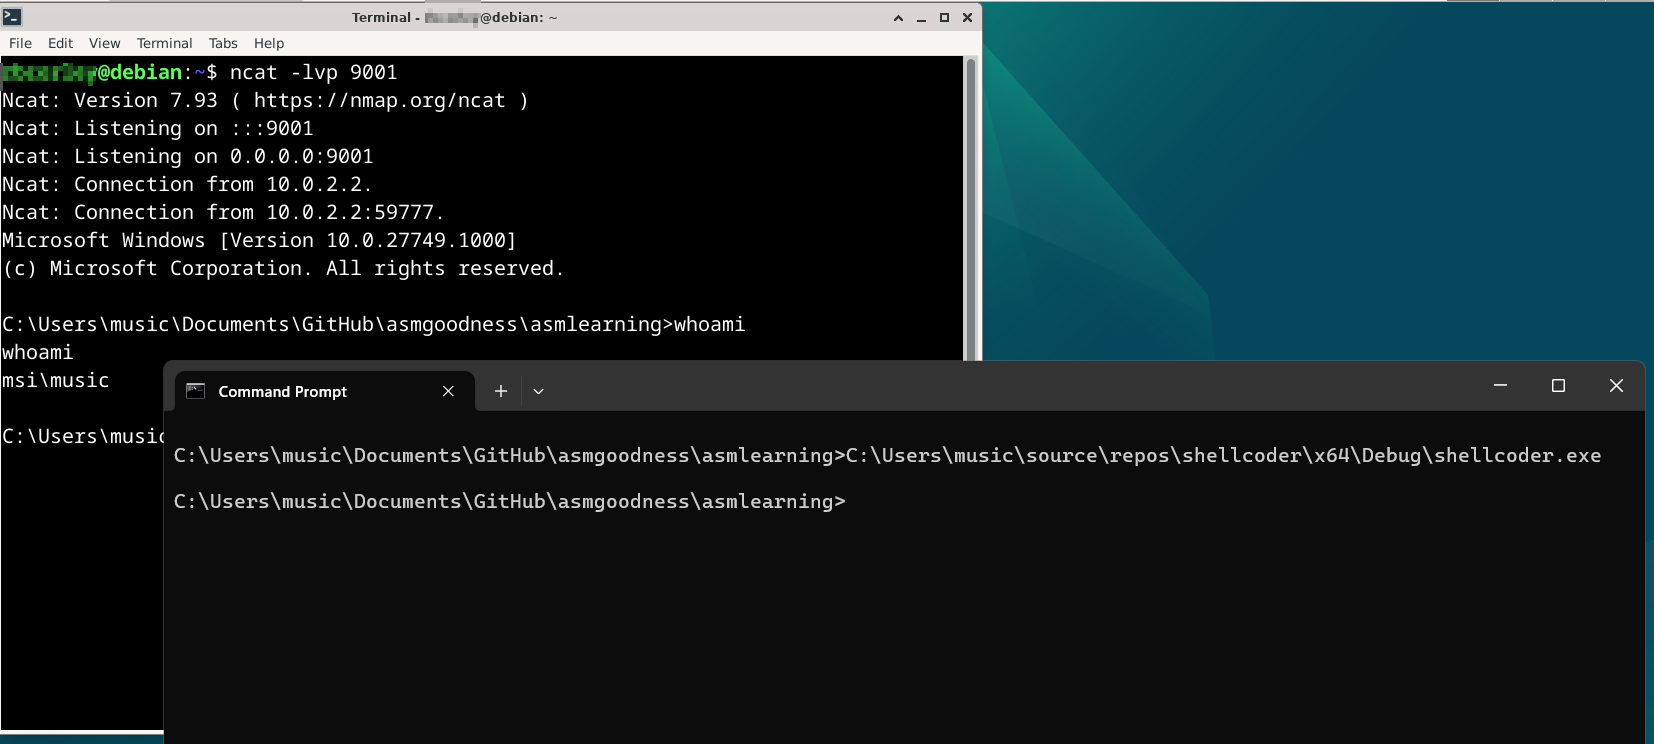 Terminal - @debian: ~
File Edit View Terminal Tabs Help
@debian:~$ ncat -lvp 9001
Ncat: Version 7.93 ( https://nmap.org/ncat )
Ncat: Listening on :::9001
Ncat: Listening on 0.0.0.0:9001
Ncat: Connection from 10.0.2.2.
Ncat: Connection from 10.0.2.2:59777.
Microsoft Windows [Version 10.0.27749.1000]
(c) Microsoft Corporation. All rights reserved.
C:\Users\music\Documents\GitHub\asmgoodness\asmlearning>whoami
whoami
msi\music
C:\Users\music
Command Prompt
C:\Users\music\Documents\GitHub\asmgoodness\asmlearning>C:\Users\music\source\repos\shellcoder\x64\Debug\shellcoder.exe
C:\Users\music\Documents\GitHub\asmgoodness\asmlearning>